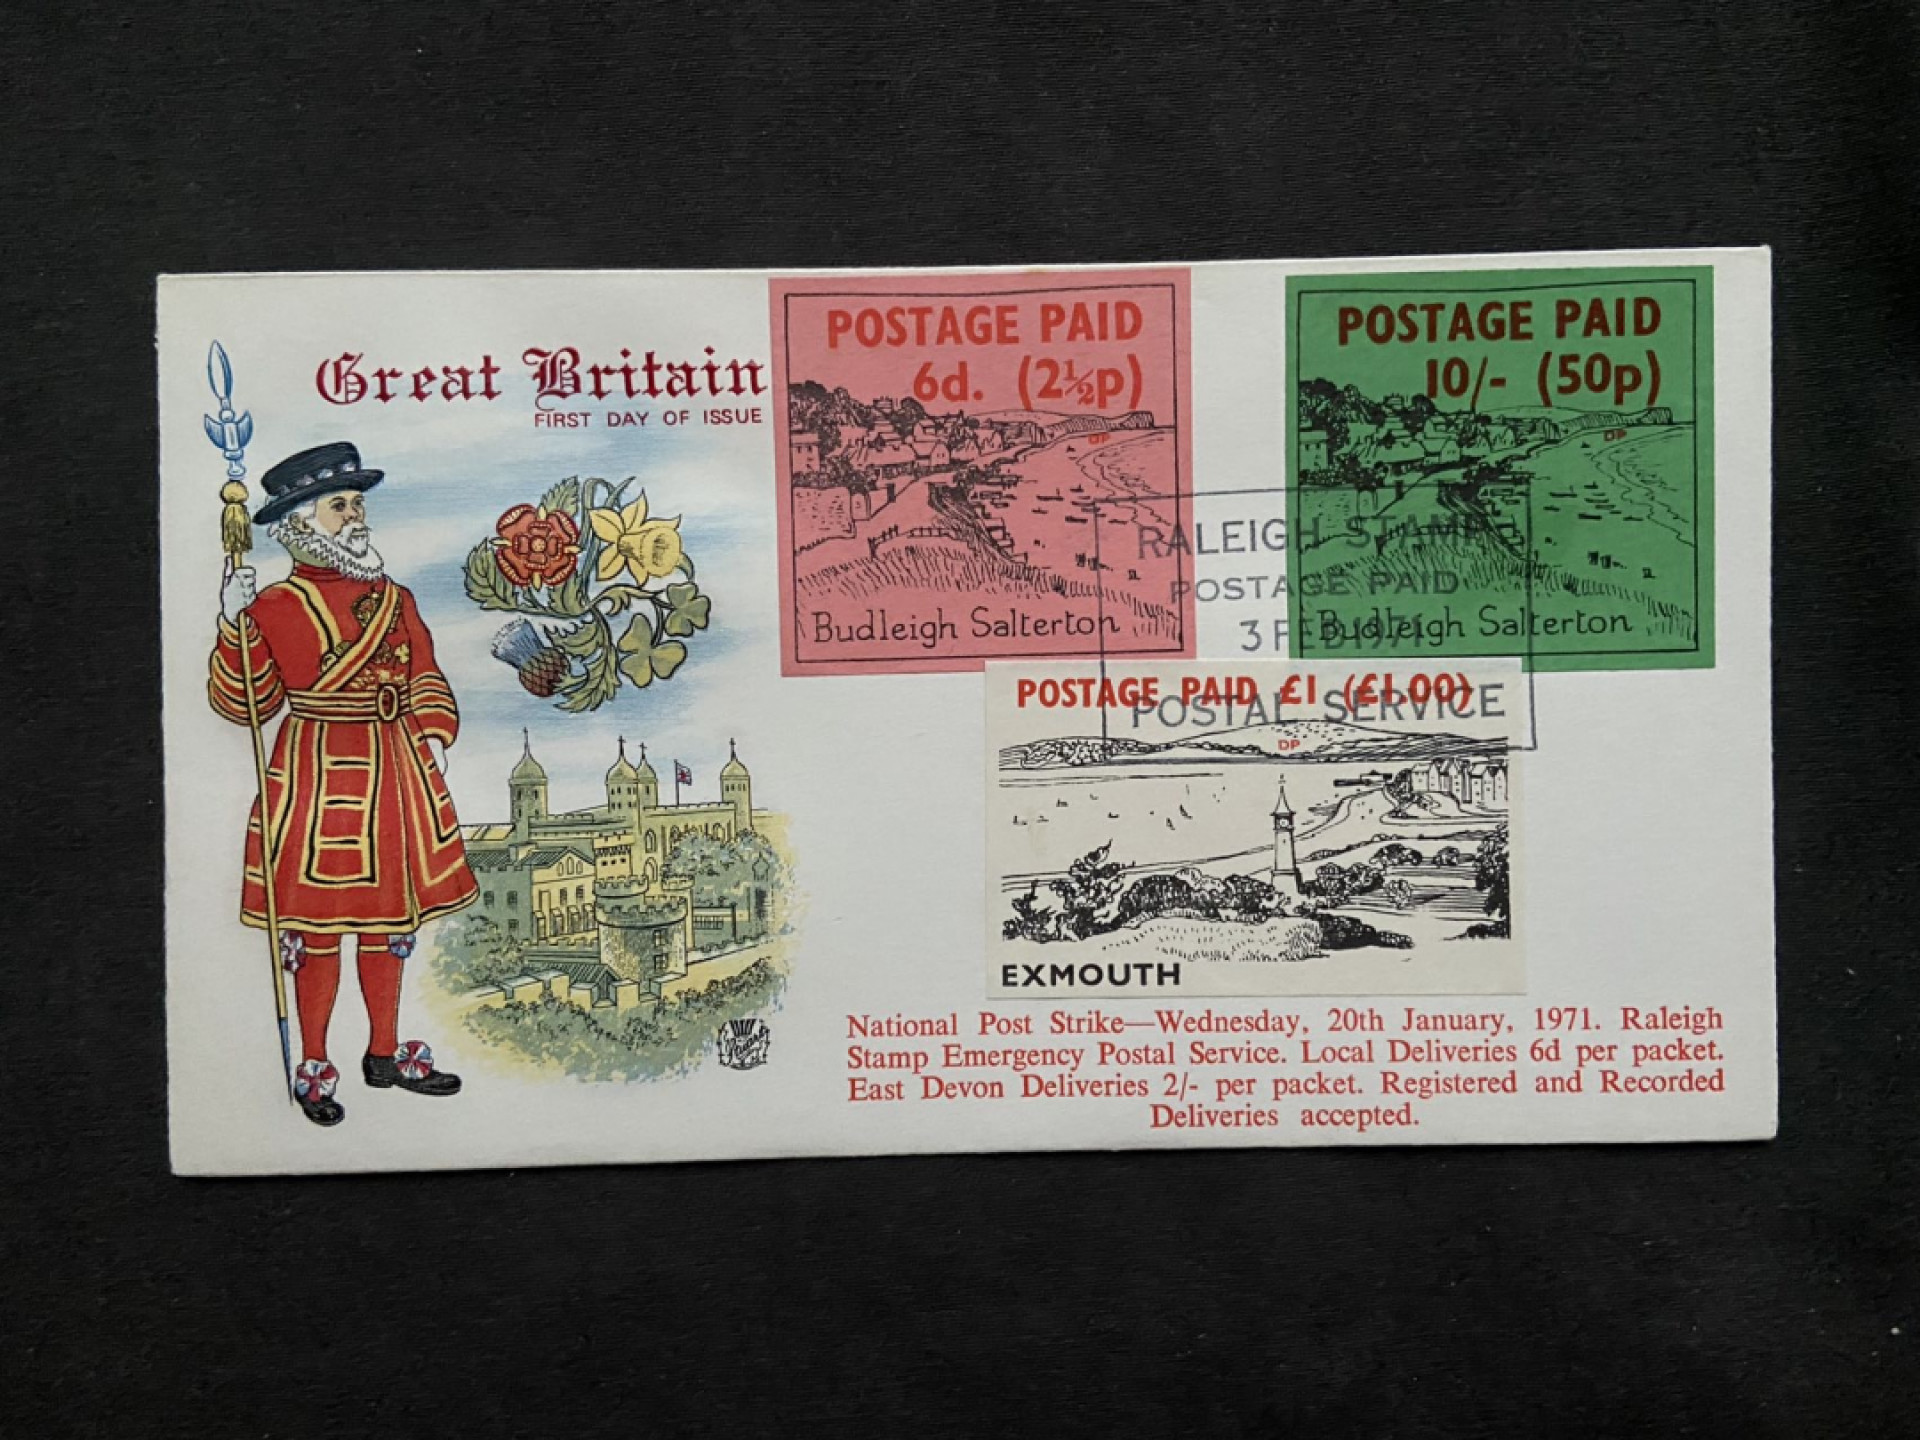 Great Britain
FIRST DAY OF ISSUE
POSTAGE PAID
6d. (2½p)
DP
Budleigh Salterton
POSTAGE PAID
10/- (50p)
DP
Budleigh Salterton
RALEIGH STAMP
POSTAGE PAID
3 FEB 1971
POSTAL SERVICE
POSTAGE PAID £1 (£1.00)
DP
EXMOUTH
National Post Strike—Wednesday, 20th January, 1971. Raleigh
Stamp Emergency Postal Service. Local Deliveries 6d per packet.
East Devon Deliveries 2/- per packet. Registered and Recorded
Deliveries accepted.